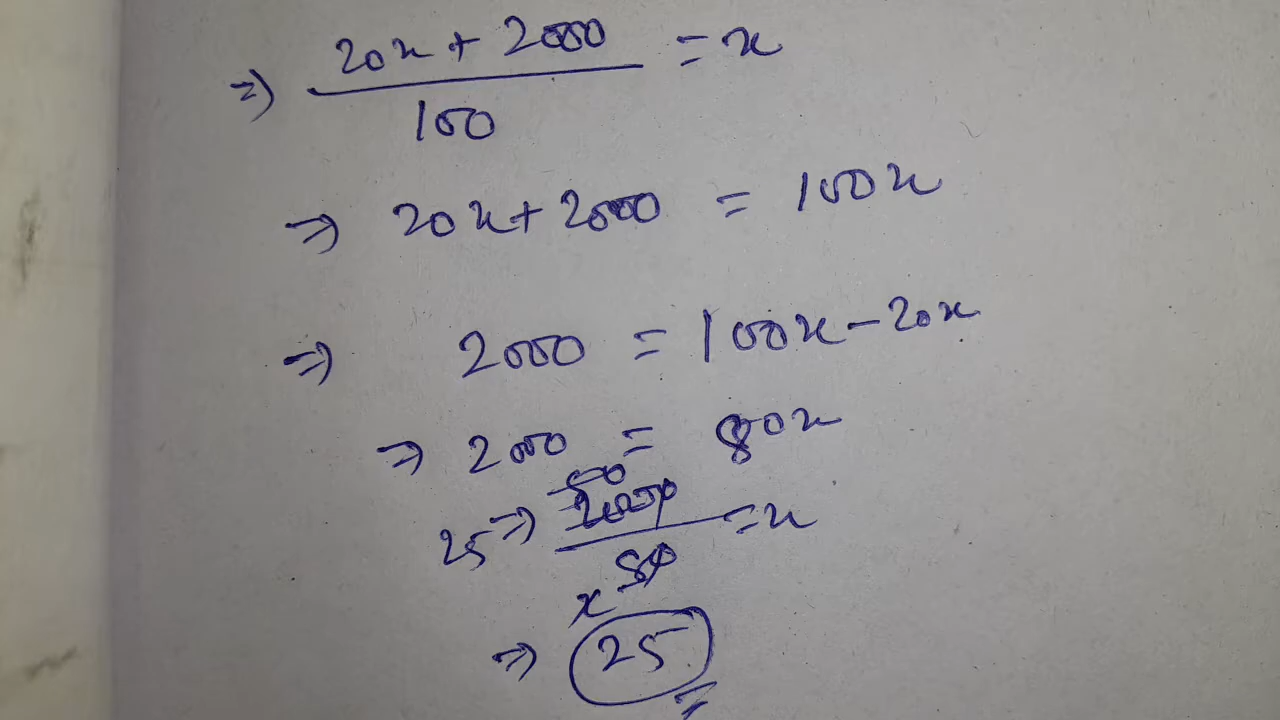 ⇒ 20x + 2000 = x
100
⇒ 20x + 2000 = 100x
⇒ 2000 = 100x - 20x
⇒ 2000 = 80x
25 ⇒ 2000 = x
80
x
⇒ 25